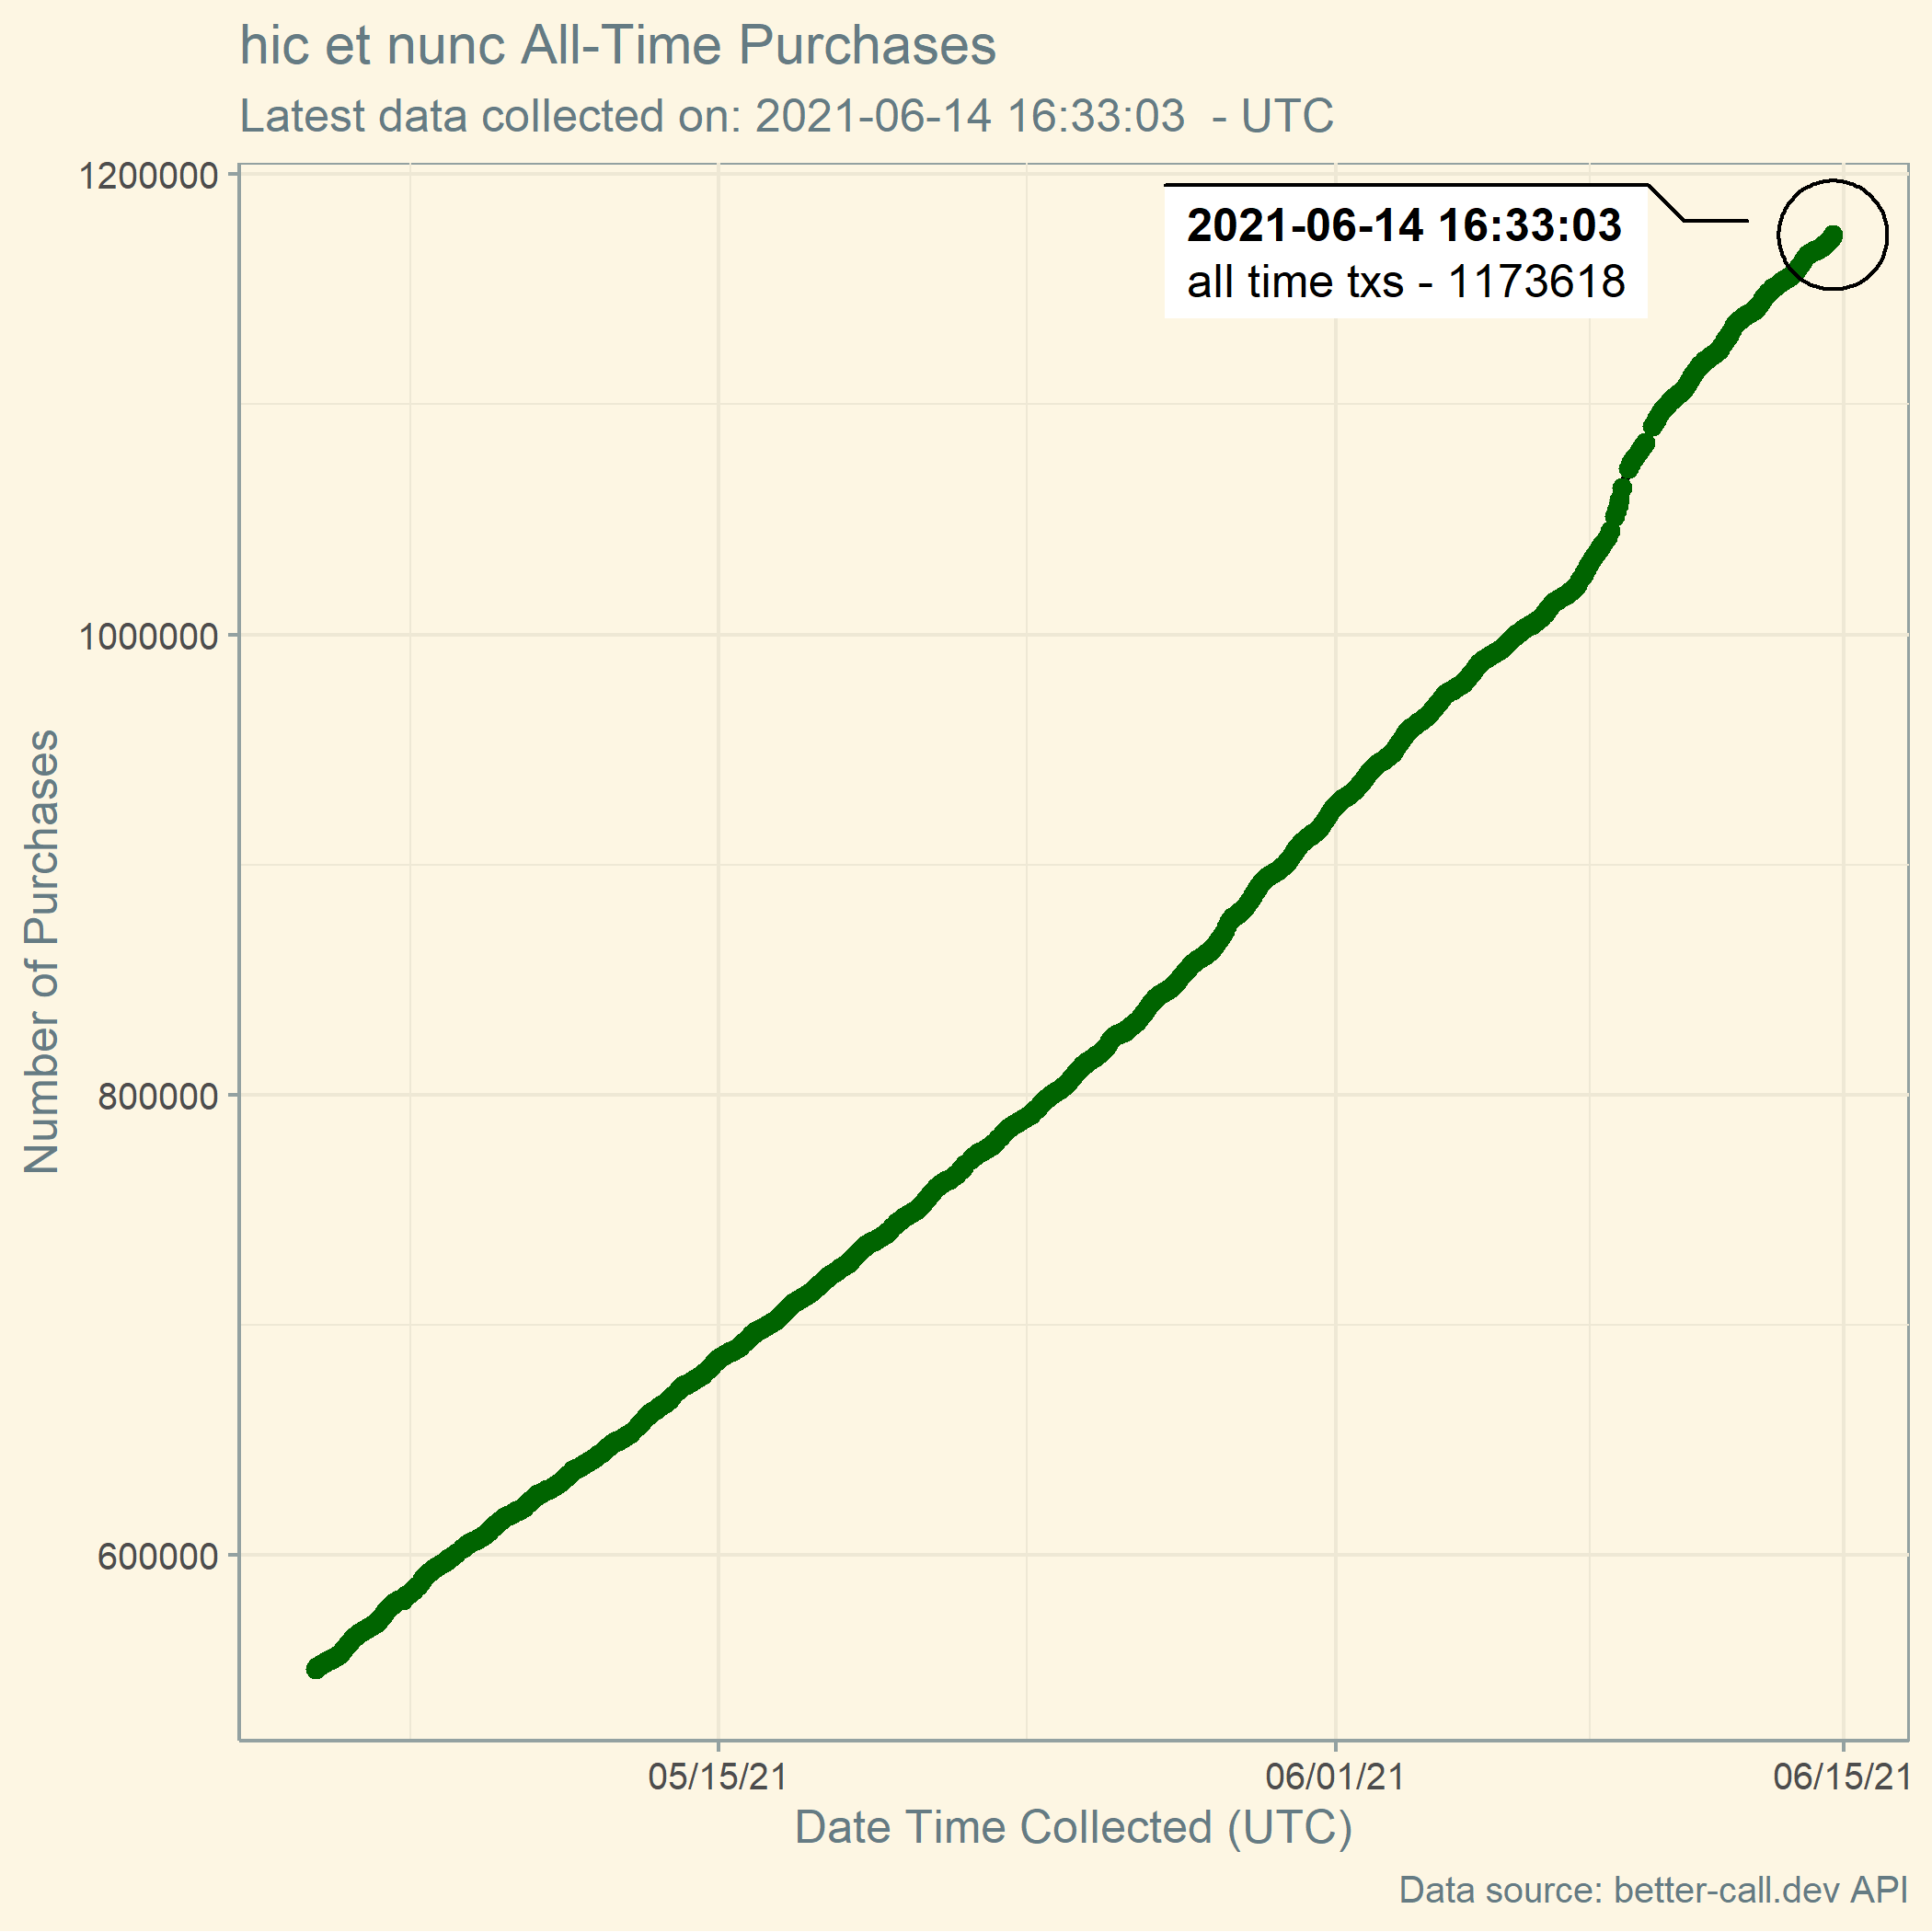 hic et nunc All-Time Purchases
Latest data collected on: 2021-06-14 16:33:03  - UTC
1200000
2021-06-14 16:33:03
all time txs - 1173618
1000000
Number of Purchases
800000
600000
05/15/21
06/01/21
06/15/21
Date Time Collected (UTC)
Data source: better-call.dev API